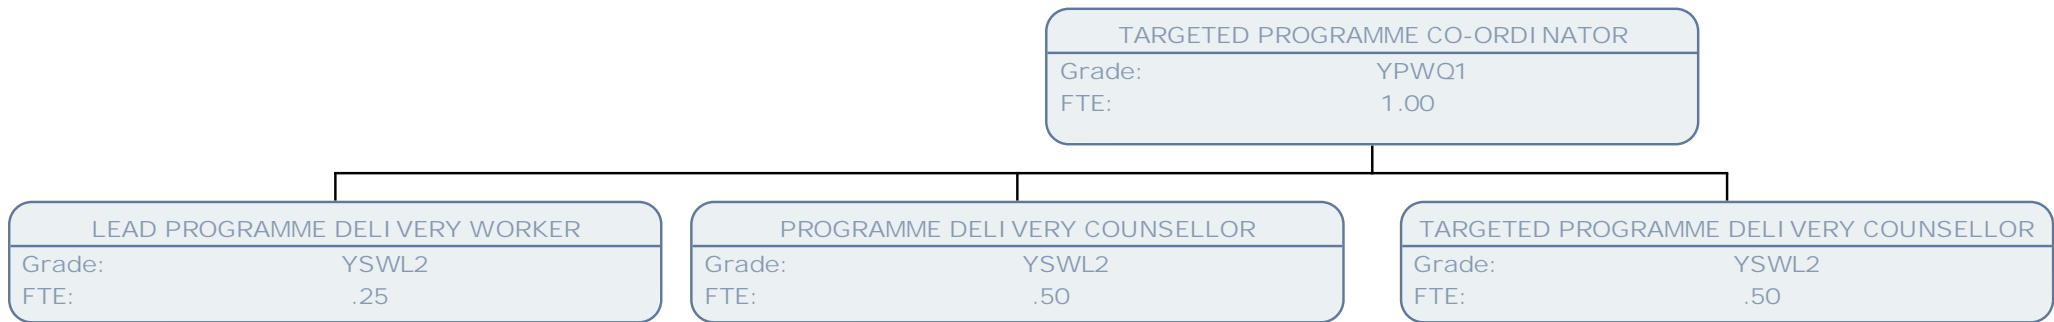 TARGETED PROGRAMME CO-ORDINATOR
Grade: YPWQ1
FTE: 1.00
LEAD PROGRAMME DELIVERY WORKER
Grade: YSWL2
FTE: .25
PROGRAMME DELIVERY COUNSELLOR
Grade: YSWL2
FTE: .50
TARGETED PROGRAMME DELIVERY COUNSELLOR
Grade: YSWL2
FTE: .50